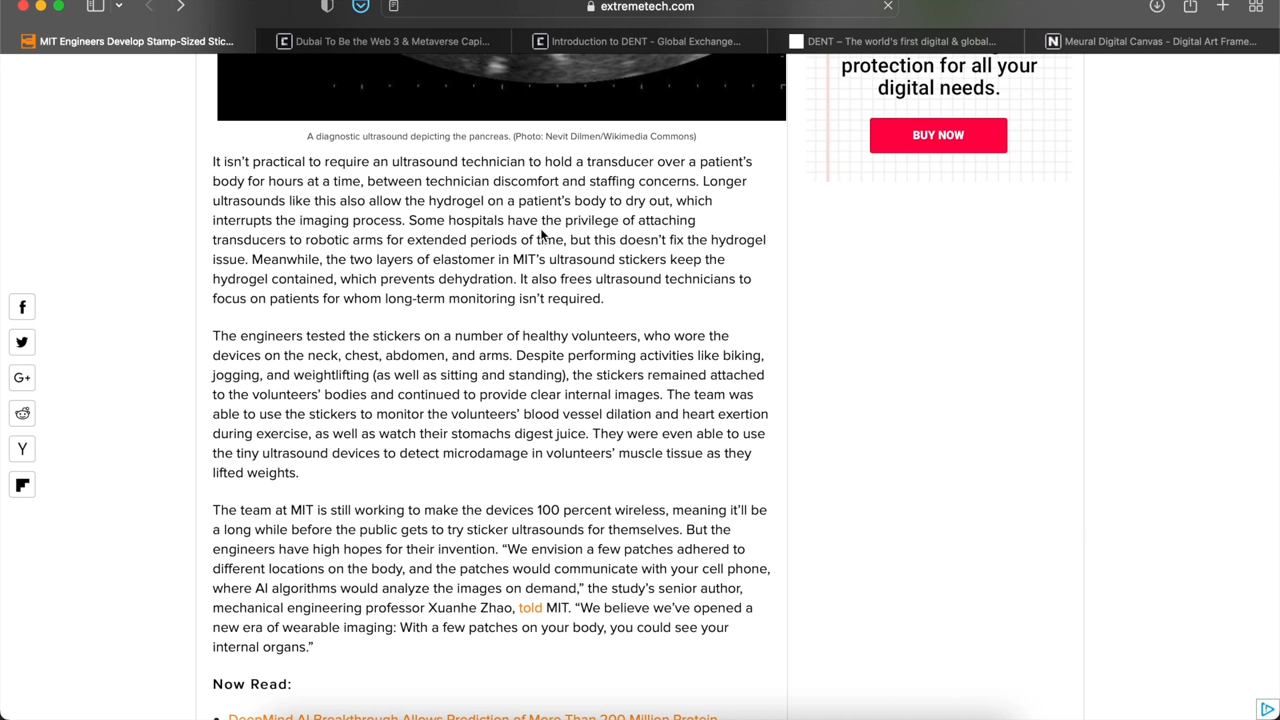 extremetech.com
MIT Engineers Develop Stamp-Sized Stic...
Dubai To Be the Web 3 & Metaverse Capi...
Introduction to DENT - Global Exchange...
DENT – The world's first digital & global...
Meural Digital Canvas - Digital Art Frame...
protection for all your
digital needs.
BUY NOW
A diagnostic ultrasound depicting the pancreas. (Photo: Nevit Dilmen/Wikimedia Commons)
It isn't practical to require an ultrasound technician to hold a transducer over a patient's
body for hours at a time, between technician discomfort and staffing concerns. Longer
ultrasounds like this also allow the hydrogel on a patient's body to dry out, which
interrupts the imaging process. Some hospitals have the privilege of attaching
transducers to robotic arms for extended periods of time, but this doesn't fix the hydrogel
issue. Meanwhile, the two layers of elastomer in MIT's ultrasound stickers keep the
hydrogel contained, which prevents dehydration. It also frees ultrasound technicians to
focus on patients for whom long-term monitoring isn't required.
The engineers tested the stickers on a number of healthy volunteers, who wore the
devices on the neck, chest, abdomen, and arms. Despite performing activities like biking,
jogging, and weightlifting (as well as sitting and standing), the stickers remained attached
to the volunteers' bodies and continued to provide clear internal images. The team was
able to use the stickers to monitor the volunteers' blood vessel dilation and heart exertion
during exercise, as well as watch their stomachs digest juice. They were even able to use
the tiny ultrasound devices to detect microdamage in volunteers' muscle tissue as they
lifted weights.
The team at MIT is still working to make the devices 100 percent wireless, meaning it'll be
a long while before the public gets to try sticker ultrasounds for themselves. But the
engineers have high hopes for their invention. “We envision a few patches adhered to
different locations on the body, and the patches would communicate with your cell phone,
where AI algorithms would analyze the images on demand,” the study's senior author,
mechanical engineering professor Xuanhe Zhao, told MIT. “We believe we've opened a
new era of wearable imaging: With a few patches on your body, you could see your
internal organs.”
Now Read:
DeepMind AI Breakthrough Allows Prediction of More Than 200 Million Protein